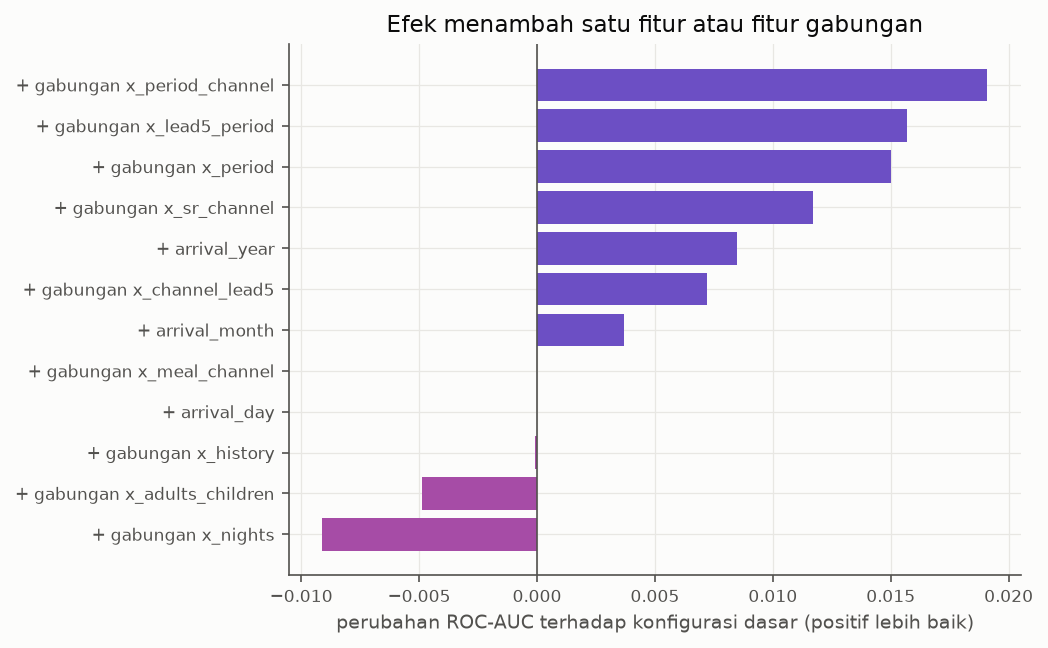 Efek menambah satu fitur atau fitur gabungan
+ gabungan x_period_channel
+ gabungan x_lead5_period
+ gabungan x_period
+ gabungan x_sr_channel
+ arrival_year
+ gabungan x_channel_lead5
+ arrival_month
+ gabungan x_meal_channel
+ arrival_day
+ gabungan x_history
+ gabungan x_adults_children
+ gabungan x_nights
−0.010 −0.005 0.000 0.005 0.010 0.015 0.020
perubahan ROC-AUC terhadap konfigurasi dasar (positif lebih baik)